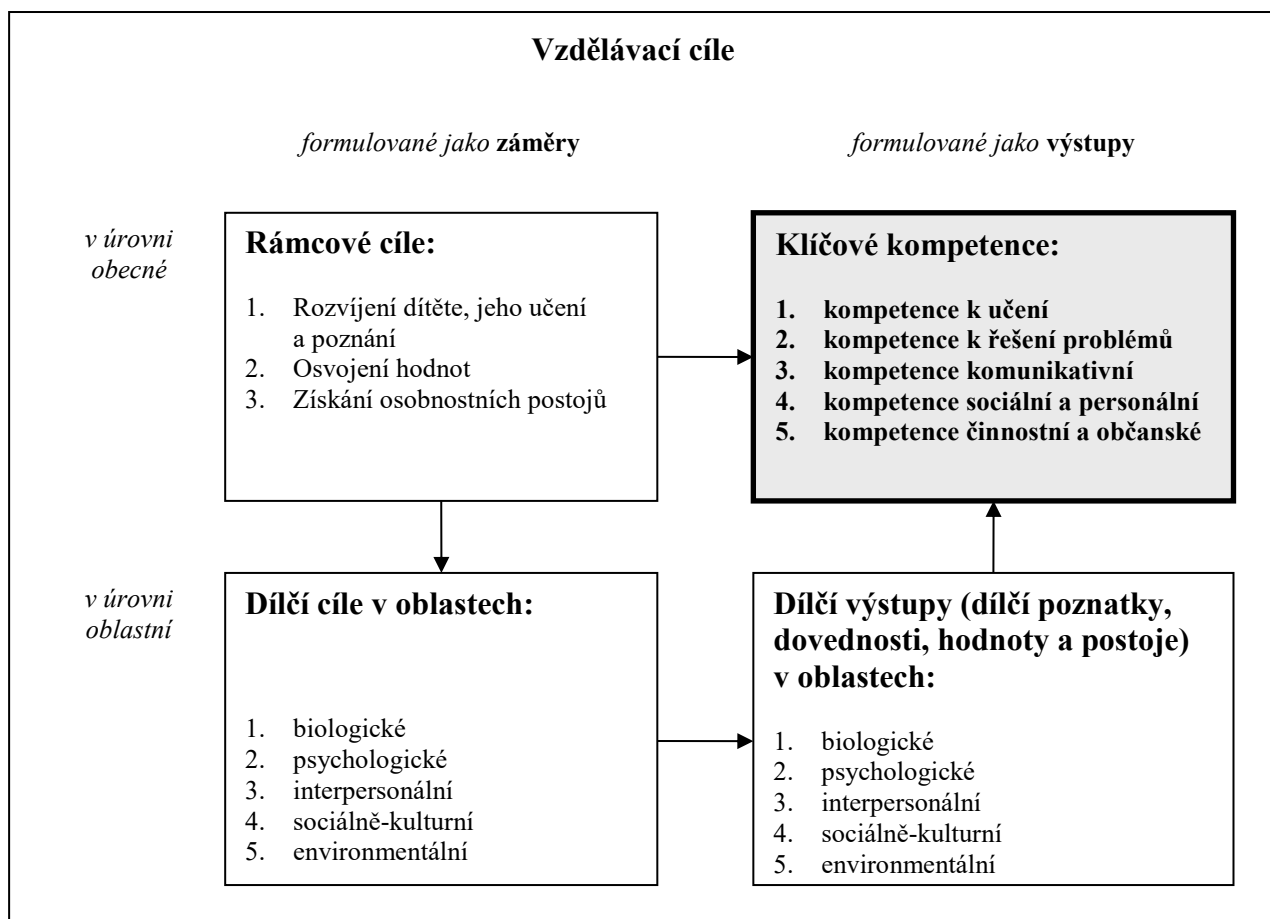 Vzdělávací cíle
formulované jako záměry
formulované jako výstupy
v úrovni
obecné
Rámcové cíle:
1. Rozvíjení dítěte, jeho učení
a poznání
2. Osvojení hodnot
3. Získání osobnostních postojů
Klíčové kompetence:
1. kompetence k učení
2. kompetence k řešení problémů
3. kompetence komunikativní
4. kompetence sociální a personální
5. kompetence činnostní a občanské
v úrovni
oblastní
Dílčí cíle v oblastech:
1. biologické
2. psychologické
3. interpersonální
4. sociálně-kulturní
5. environmentální
Dílčí výstupy (dílčí poznatky,
dovednosti, hodnoty a postoje)
v oblastech:
1. biologické
2. psychologické
3. interpersonální
4. sociálně-kulturní
5. environmentální